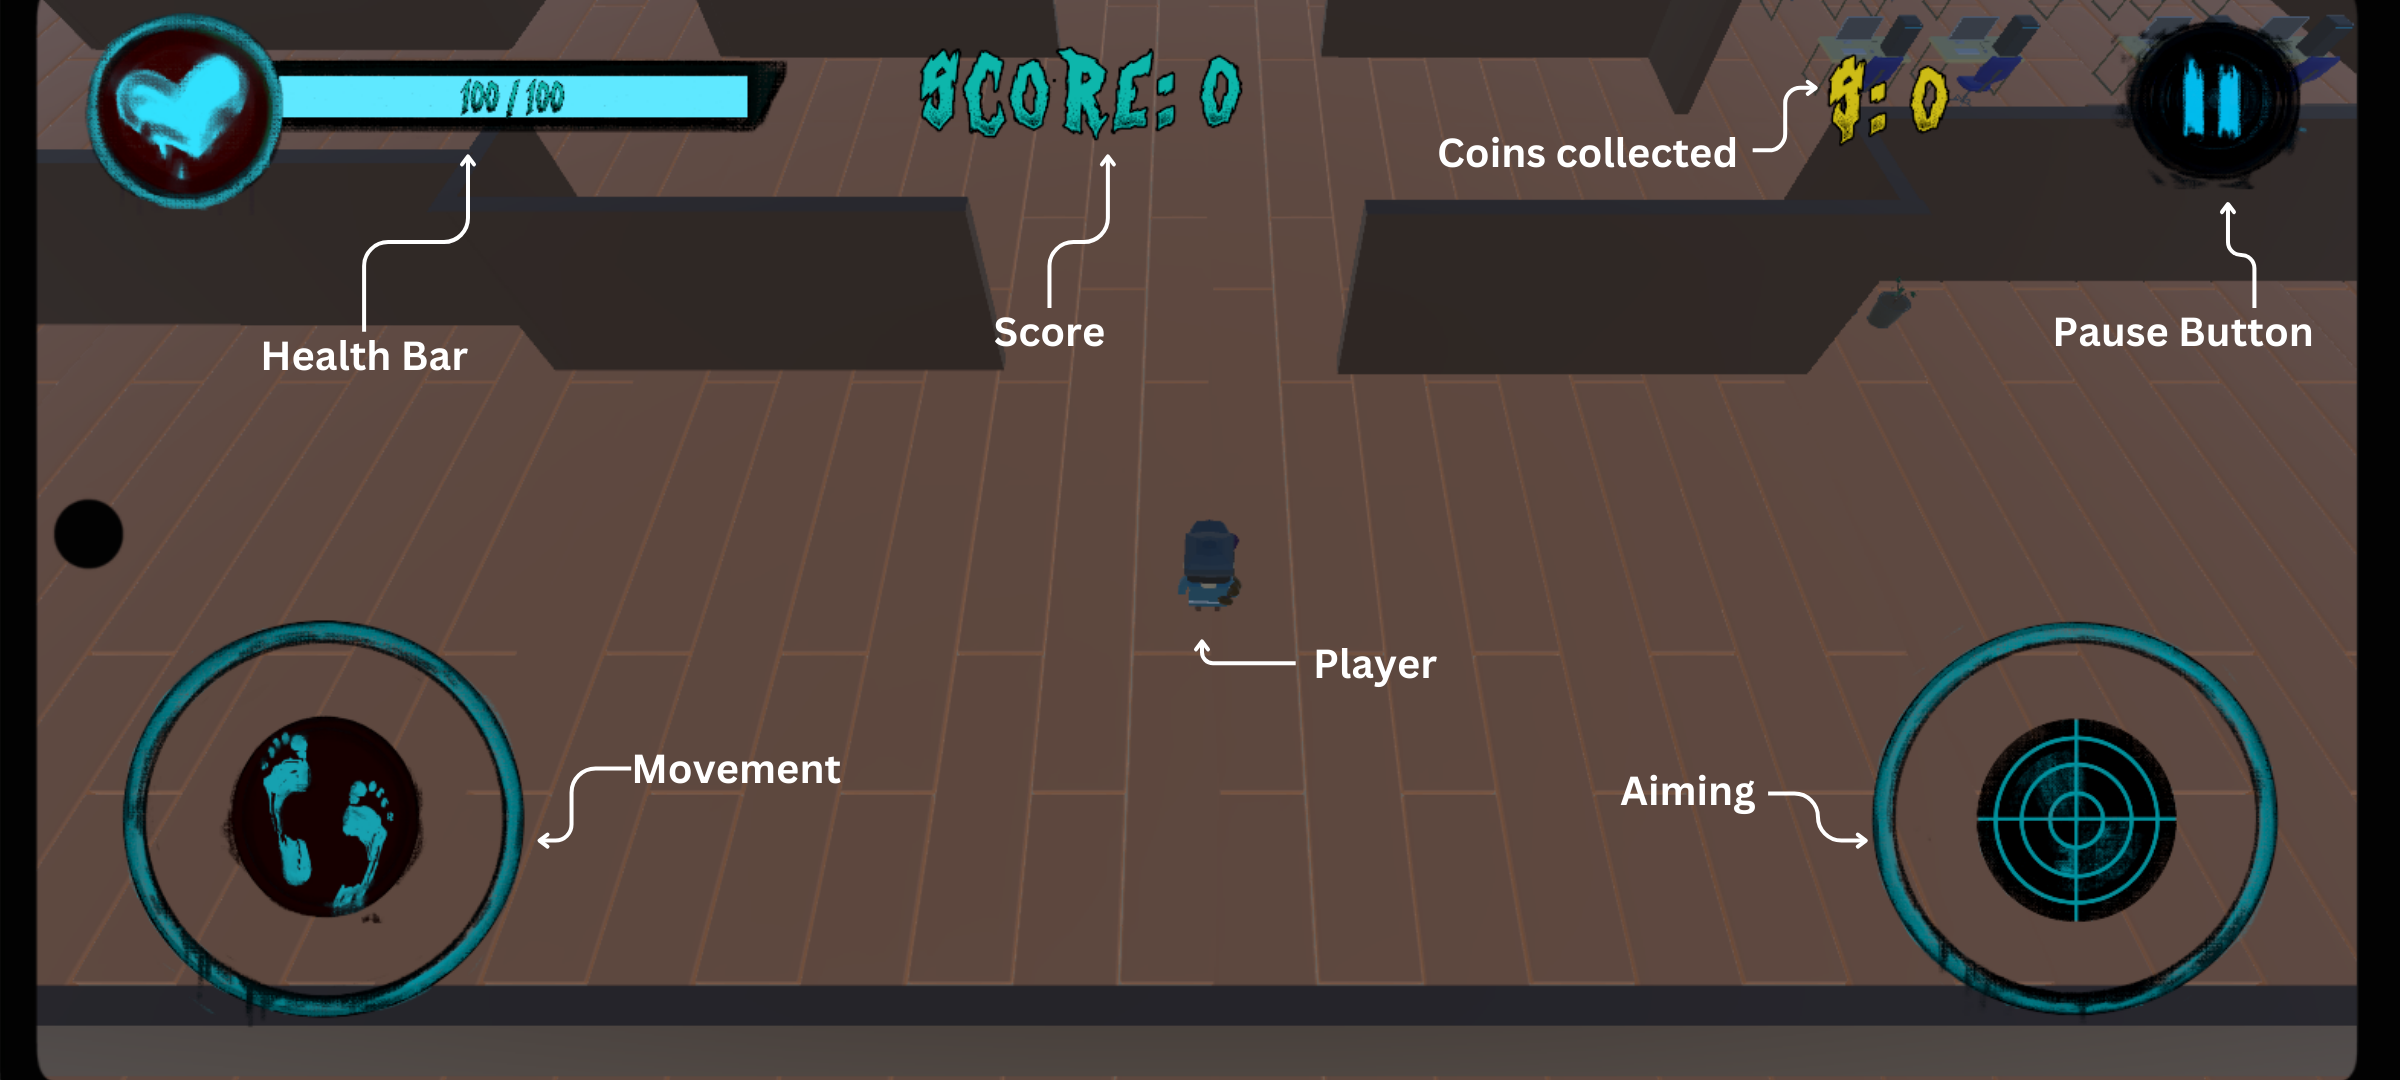 100 / 100
SCORE: 0
$: 0
Coins collected
Health Bar
Score
Pause Button
Player
Movement
Aiming